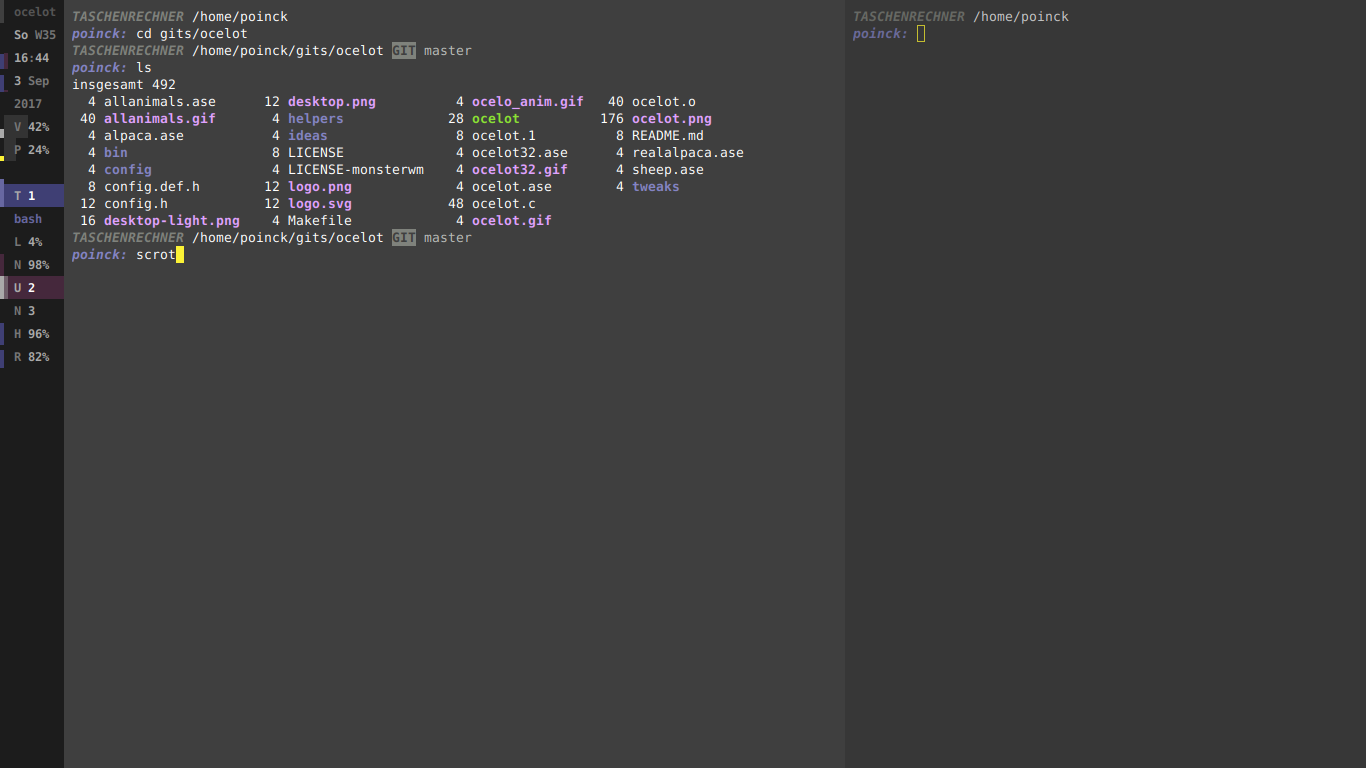 ocelot
So W35
16:44
3 Sep
2017
V 42%
P 24%
T 1
bash
L 4%
N 98%
U 2
N 3
H 96%
R 82%
TASCHENRECHNER /home/poinck
poinck: cd gits/ocelot
TASCHENRECHNER /home/poinck/gits/ocelot GIT master
poinck: ls
insgesamt 492
4 allanimals.ase 12 desktop.png 4 ocelo_anim.gif 40 ocelot.o
40 allanimals.gif 4 helpers 28 ocelot 176 ocelot.png
4 alpaca.ase 4 ideas 8 ocelot.1 8 README.md
4 bin 8 LICENSE 4 ocelot32.ase 4 realalpaca.ase
4 config 4 LICENSE-monsterwm 4 ocelot32.gif 4 sheep.ase
8 config.def.h 12 logo.png 4 ocelot.ase 4 tweaks
12 config.h 12 logo.svg 48 ocelot.c
16 desktop-light.png 4 Makefile 4 ocelot.gif
TASCHENRECHNER /home/poinck/gits/ocelot GIT master
poinck: scrot
TASCHENRECHNER /home/poinck
poinck: